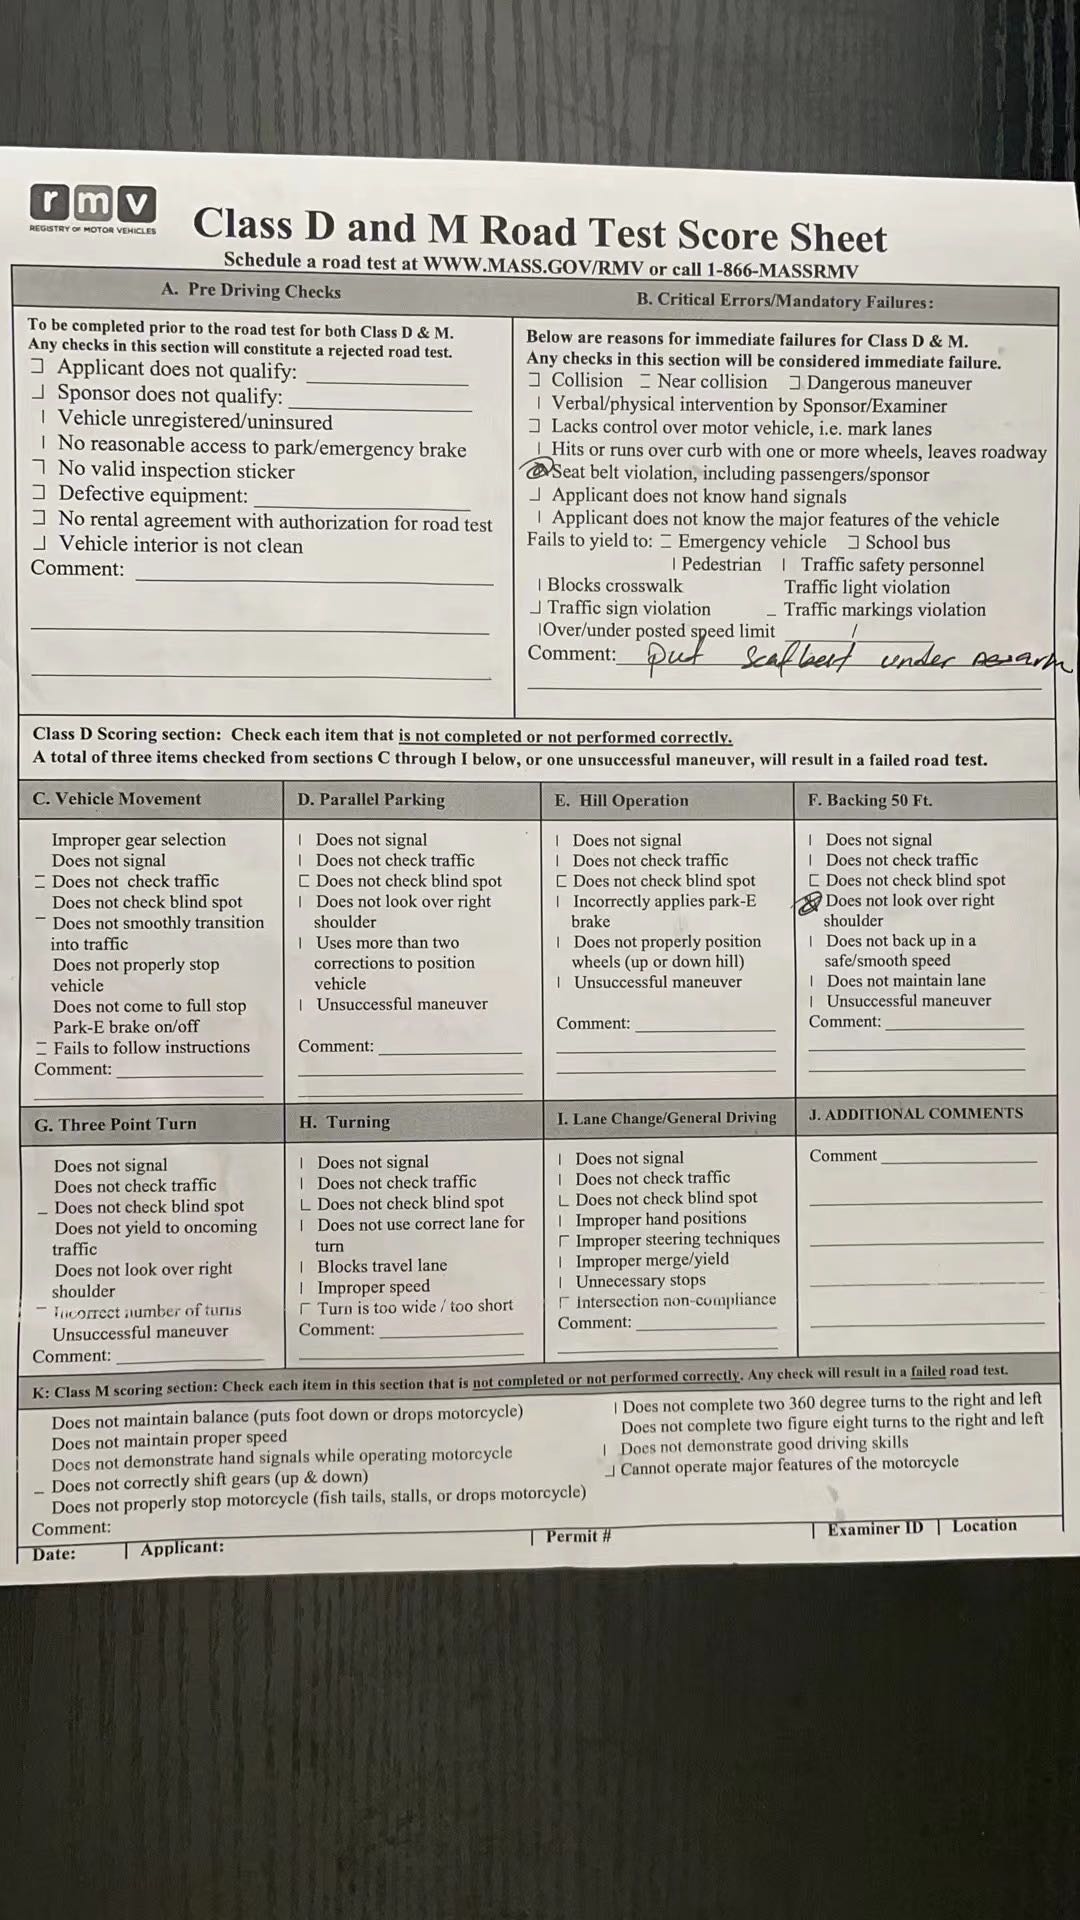 rmv
REGISTRY OF MOTOR VEHICLES
Class D and M Road Test Score Sheet
Schedule a road test at WWW.MASS.GOV/RMV or call 1-866-MASSRMV
A. Pre Driving Checks
To be completed prior to the road test for both Class D & M.
Any checks in this section will constitute a rejected road test.
Applicant does not qualify:
Sponsor does not qualify:
Vehicle unregistered/uninsured
No reasonable access to park/emergency brake
No valid inspection sticker
Defective equipment:
No rental agreement with authorization for road test
Vehicle interior is not clean
Comment:
B. Critical Errors/Mandatory Failures:
Below are reasons for immediate failures for Class D & M.
Any checks in this section will be considered immediate failure.
Collision Near collision Dangerous maneuver
Verbal/physical intervention by Sponsor/Examiner
Lacks control over motor vehicle, i.e. mark lanes
Hits or runs over curb with one or more wheels, leaves roadway
Seat belt violation, including passengers/sponsor
Applicant does not know hand signals
Applicant does not know the major features of the vehicle
Fails to yield to: Emergency vehicle School bus
Pedestrian Traffic safety personnel
Blocks crosswalk Traffic light violation
Traffic sign violation Traffic markings violation
Over/under posted speed limit /
Comment: put seatbelt under
Class D Scoring section: Check each item that is not completed or not performed correctly.
A total of three items checked from sections C through I below, or one unsuccessful maneuver, will result in a failed road test.
C. Vehicle Movement
Improper gear selection
Does not signal
Does not check traffic
Does not check blind spot
Does not smoothly transition
into traffic
Does not properly stop
vehicle
Does not come to full stop
Park-E brake on/off
Fails to follow instructions
Comment:
D. Parallel Parking
Does not signal
Does not check traffic
Does not check blind spot
Does not look over right
shoulder
Uses more than two
corrections to position
vehicle
Unsuccessful maneuver
Comment:
E. Hill Operation
Does not signal
Does not check traffic
Does not check blind spot
Incorrectly applies park-E
brake
Does not properly position
wheels (up or down hill)
Unsuccessful maneuver
Comment:
F. Backing 50 Ft.
Does not signal
Does not check traffic
Does not check blind spot
Does not look over right
shoulder
Does not back up in a
safe/smooth speed
Does not maintain lane
Unsuccessful maneuver
Comment:
G. Three Point Turn
Does not signal
Does not check traffic
Does not check blind spot
Does not yield to oncoming
traffic
Does not look over right
shoulder
Incorrect number of turns
Unsuccessful maneuver
Comment:
H. Turning
Does not signal
Does not check traffic
Does not check blind spot
Does not use correct lane for
turn
Blocks travel lane
Improper speed
Turn is too wide / too short
Comment:
I. Lane Change/General Driving
Does not signal
Does not check traffic
Does not check blind spot
Improper hand positions
Improper steering techniques
Improper merge/yield
Unnecessary stops
Intersection non-compliance
Comment:
J. ADDITIONAL COMMENTS
Comment
K: Class M scoring section: Check each item in this section that is not completed or not performed correctly. Any check will result in a failed road test.
Does not maintain balance (puts foot down or drops motorcycle)
Does not maintain proper speed
Does not demonstrate hand signals while operating motorcycle
Does not correctly shift gears (up & down)
Does not properly stop motorcycle (fish tails, stalls, or drops motorcycle)
Does not complete two 360 degree turns to the right and left
Does not complete two figure eight turns to the right and left
Does not demonstrate good driving skills
Cannot operate major features of the motorcycle
Comment:
Date: Applicant: Permit # Examiner ID Location